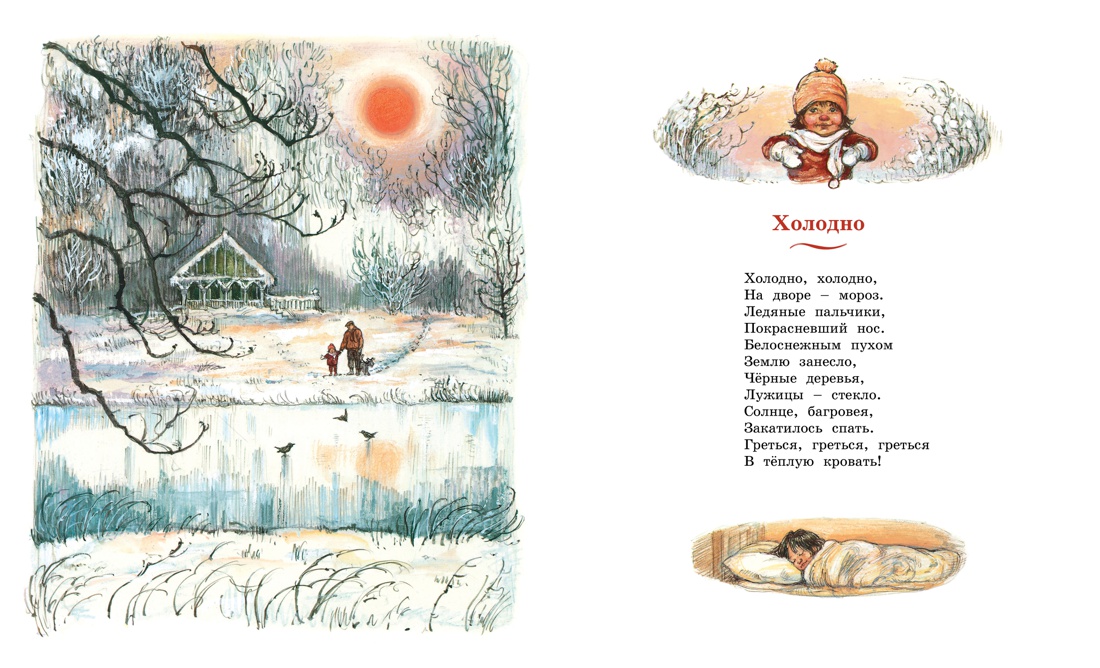 Холодно
Холодно, холодно,
На дворе – мороз.
Ледяные пальчики,
Покрасневший нос.
Белоснежным пухом
Землю занесло,
Чёрные деревья,
Лужицы – стекло.
Солнце, багровея,
Закатилось спать.
Греться, греться, греться
В тёплую кровать!